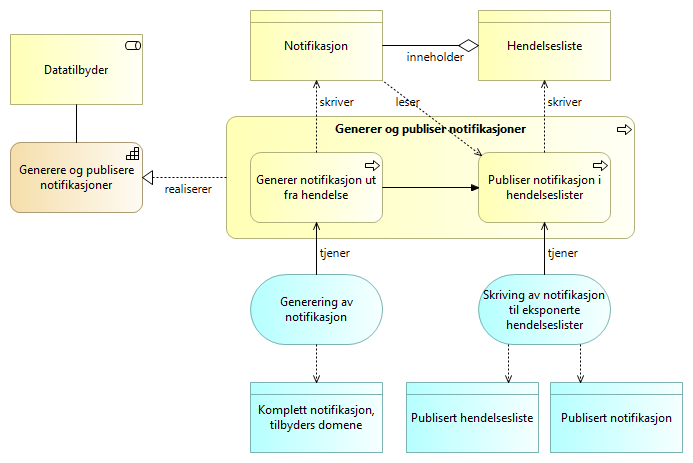 Notifikasjon
inneholder
Hendelsesliste
Datatilbyder
skriver
leser
skriver
Generer og publiser notifikasjoner
Generere og publisere
notifikasjoner
realiserer
Generer notifikasjon ut
fra hendelse
Publiser notifikasjon i
hendelseslister
tjener
tjener
Generering av
notifikasjon
Skriving av notifikasjon
til eksponerte
hendelseslister
Komplett notifikasjon,
tilbyders domene
Publisert hendelsesliste
Publisert notifikasjon